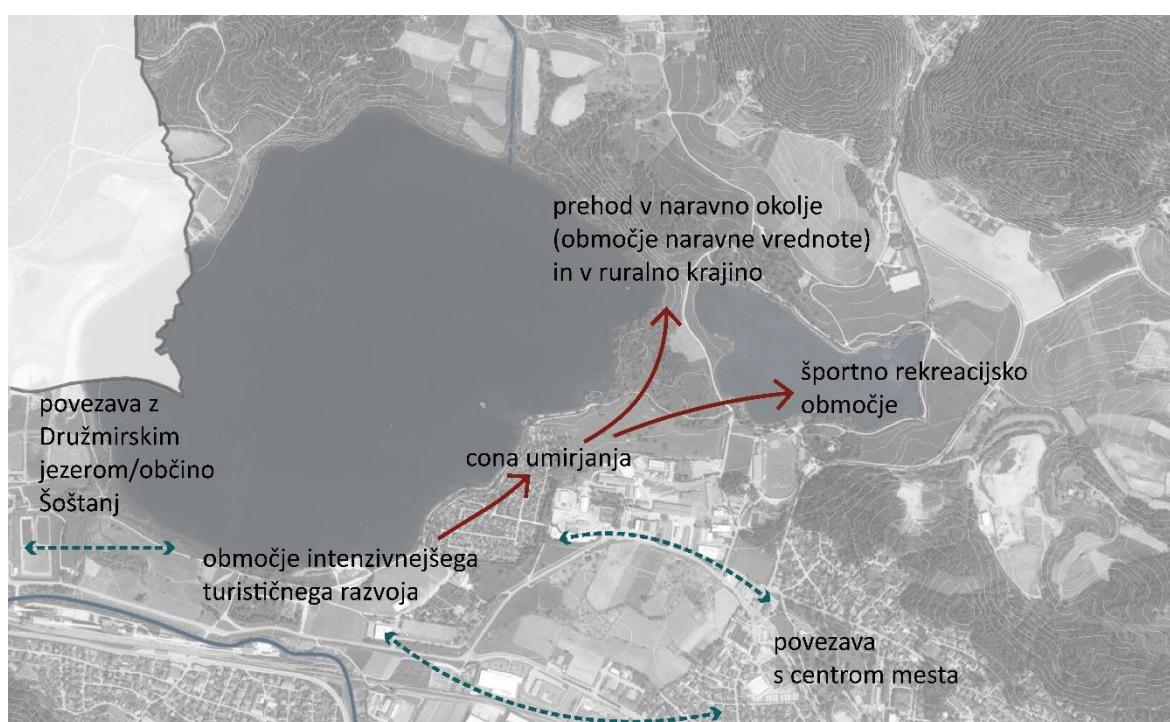 prehod v naravno okolje
(območje naravne vrednote)
in v ruralno krajino
športno rekreacijsko
območje
povezava z
Družmirskim
jezerom/občino
Šoštanj
cona umirjanja
območje intenzivnejšega
turističnega razvoja
povezava
s centrom mesta